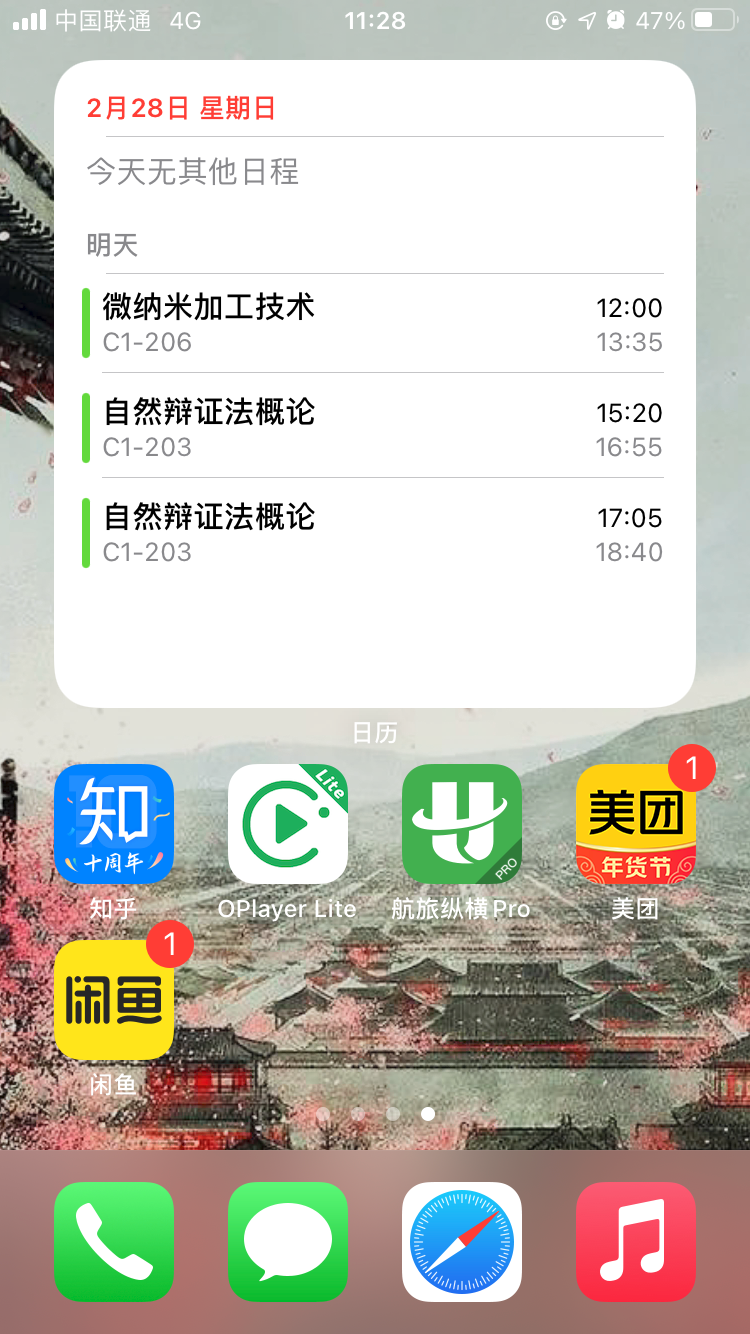 中国联通 4G 11:28 47%
2月28日 星期日
今天无其他日程
明天
微纳米加工技术 12:00
C1-206 13:35
自然辩证法概论 15:20
C1-203 16:55
自然辩证法概论 17:05
C1-203 18:40
日历
知
十周年
Lite
PRO
美团
年货节
1
知乎 OPlayer Lite 航旅纵横Pro 美团
闲鱼
1
闲鱼